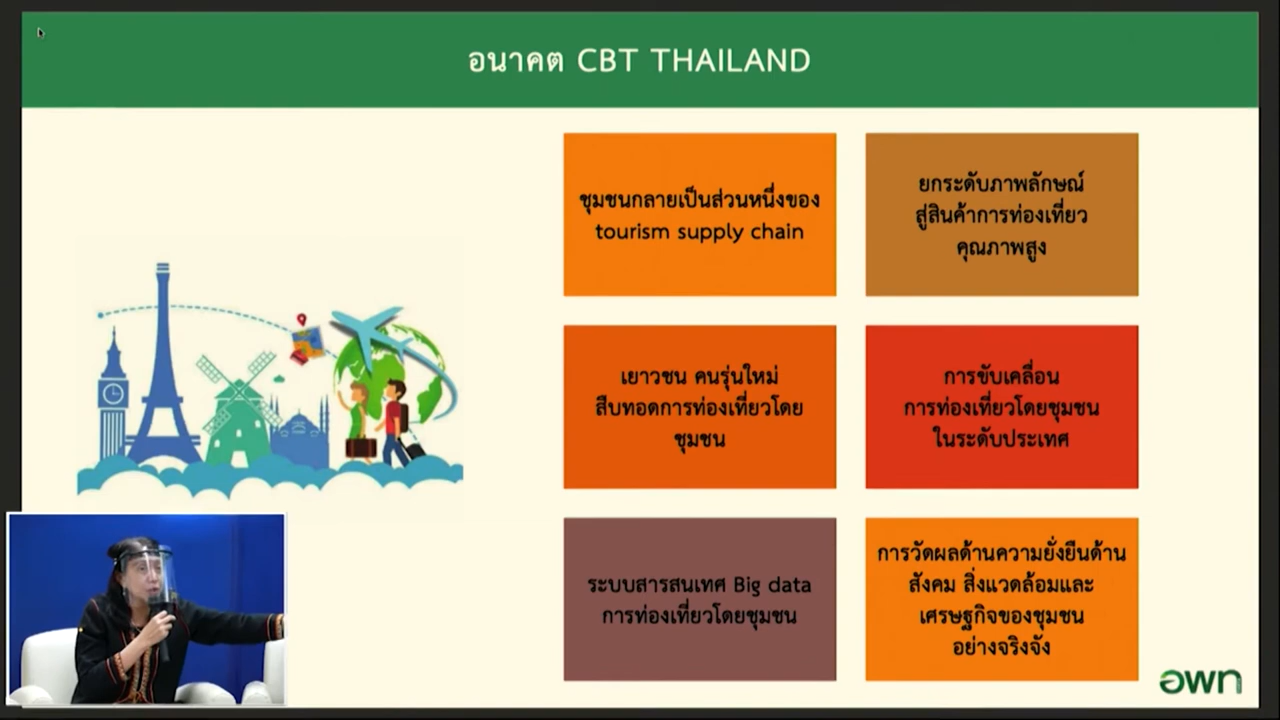 อนาคต CBT THAILAND
ชุมชนกลายเป็นส่วนหนึ่งของ
tourism supply chain
ยกระดับภาพลักษณ์
สู่สินค้าการท่องเที่ยว
คุณภาพสูง
เยาวชน คนรุ่นใหม่
สืบทอดการท่องเที่ยวโดย
ชุมชน
การขับเคลื่อน
การท่องเที่ยวโดยชุมชน
ในระดับประเทศ
ระบบสารสนเทศ Big data
การท่องเที่ยวโดยชุมชน
การวัดผลด้านความยั่งยืนด้าน
สังคม สิ่งแวดล้อมและ
เศรษฐกิจของชุมชน
อย่างจริงจัง
อพท